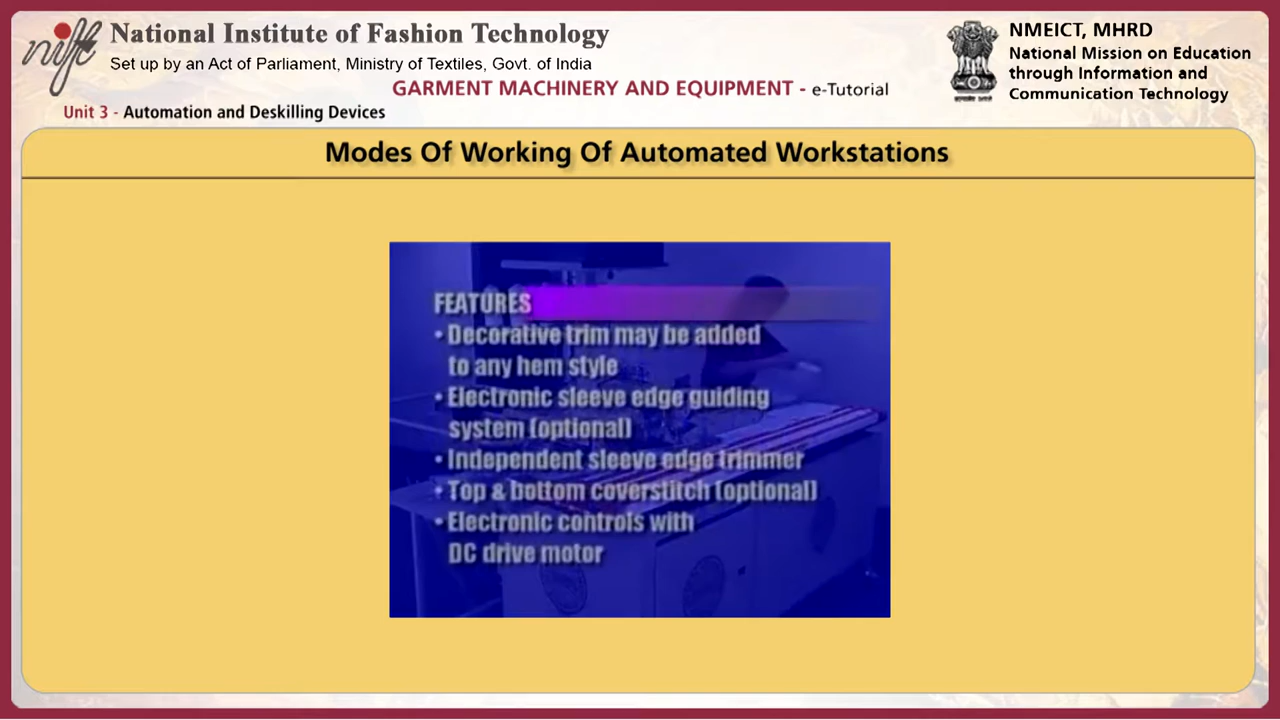 nift
National Institute of Fashion Technology
Set up by an Act of Parliament, Ministry of Textiles, Govt. of India
GARMENT MACHINERY AND EQUIPMENT - e-Tutorial
Unit 3 - Automation and Deskilling Devices
NMEICT, MHRD
National Mission on Education
through Information and
Communication Technology
Modes Of Working Of Automated Workstations
FEATURES
• Decorative trim may be added
to any hem style
• Electronic sleeve edge guiding
system (optional)
• Independent sleeve edge trimmer
• Top & bottom coverstitch (optional)
• Electronic controls with
DC drive motor